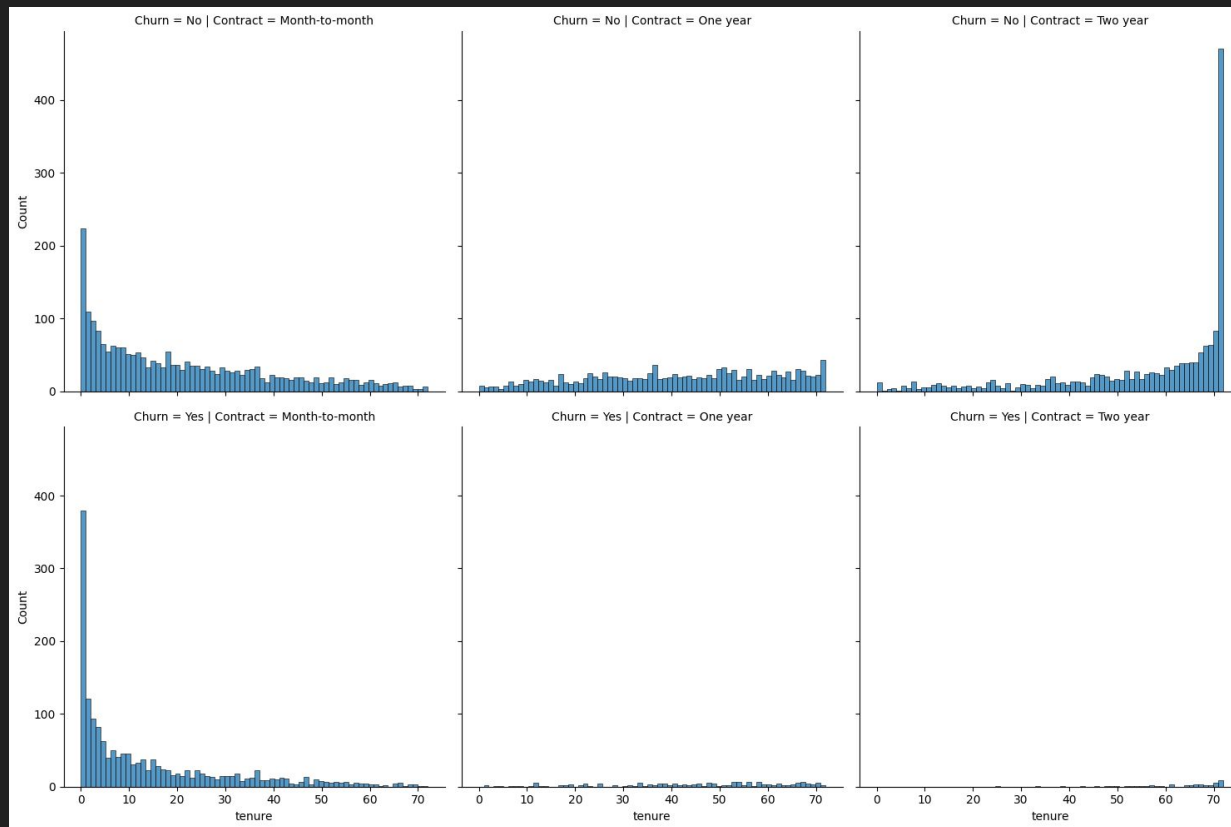 Churn = No | Contract = Month-to-month
Churn = No | Contract = One year
Churn = No | Contract = Two year
400
300
200
100
0
Count
Churn = Yes | Contract = Month-to-month
Churn = Yes | Contract = One year
Churn = Yes | Contract = Two year
400
300
200
100
0
Count
0 10 20 30 40 50 60 70
0 10 20 30 40 50 60 70
0 10 20 30 40 50 60 70
tenure
tenure
tenure